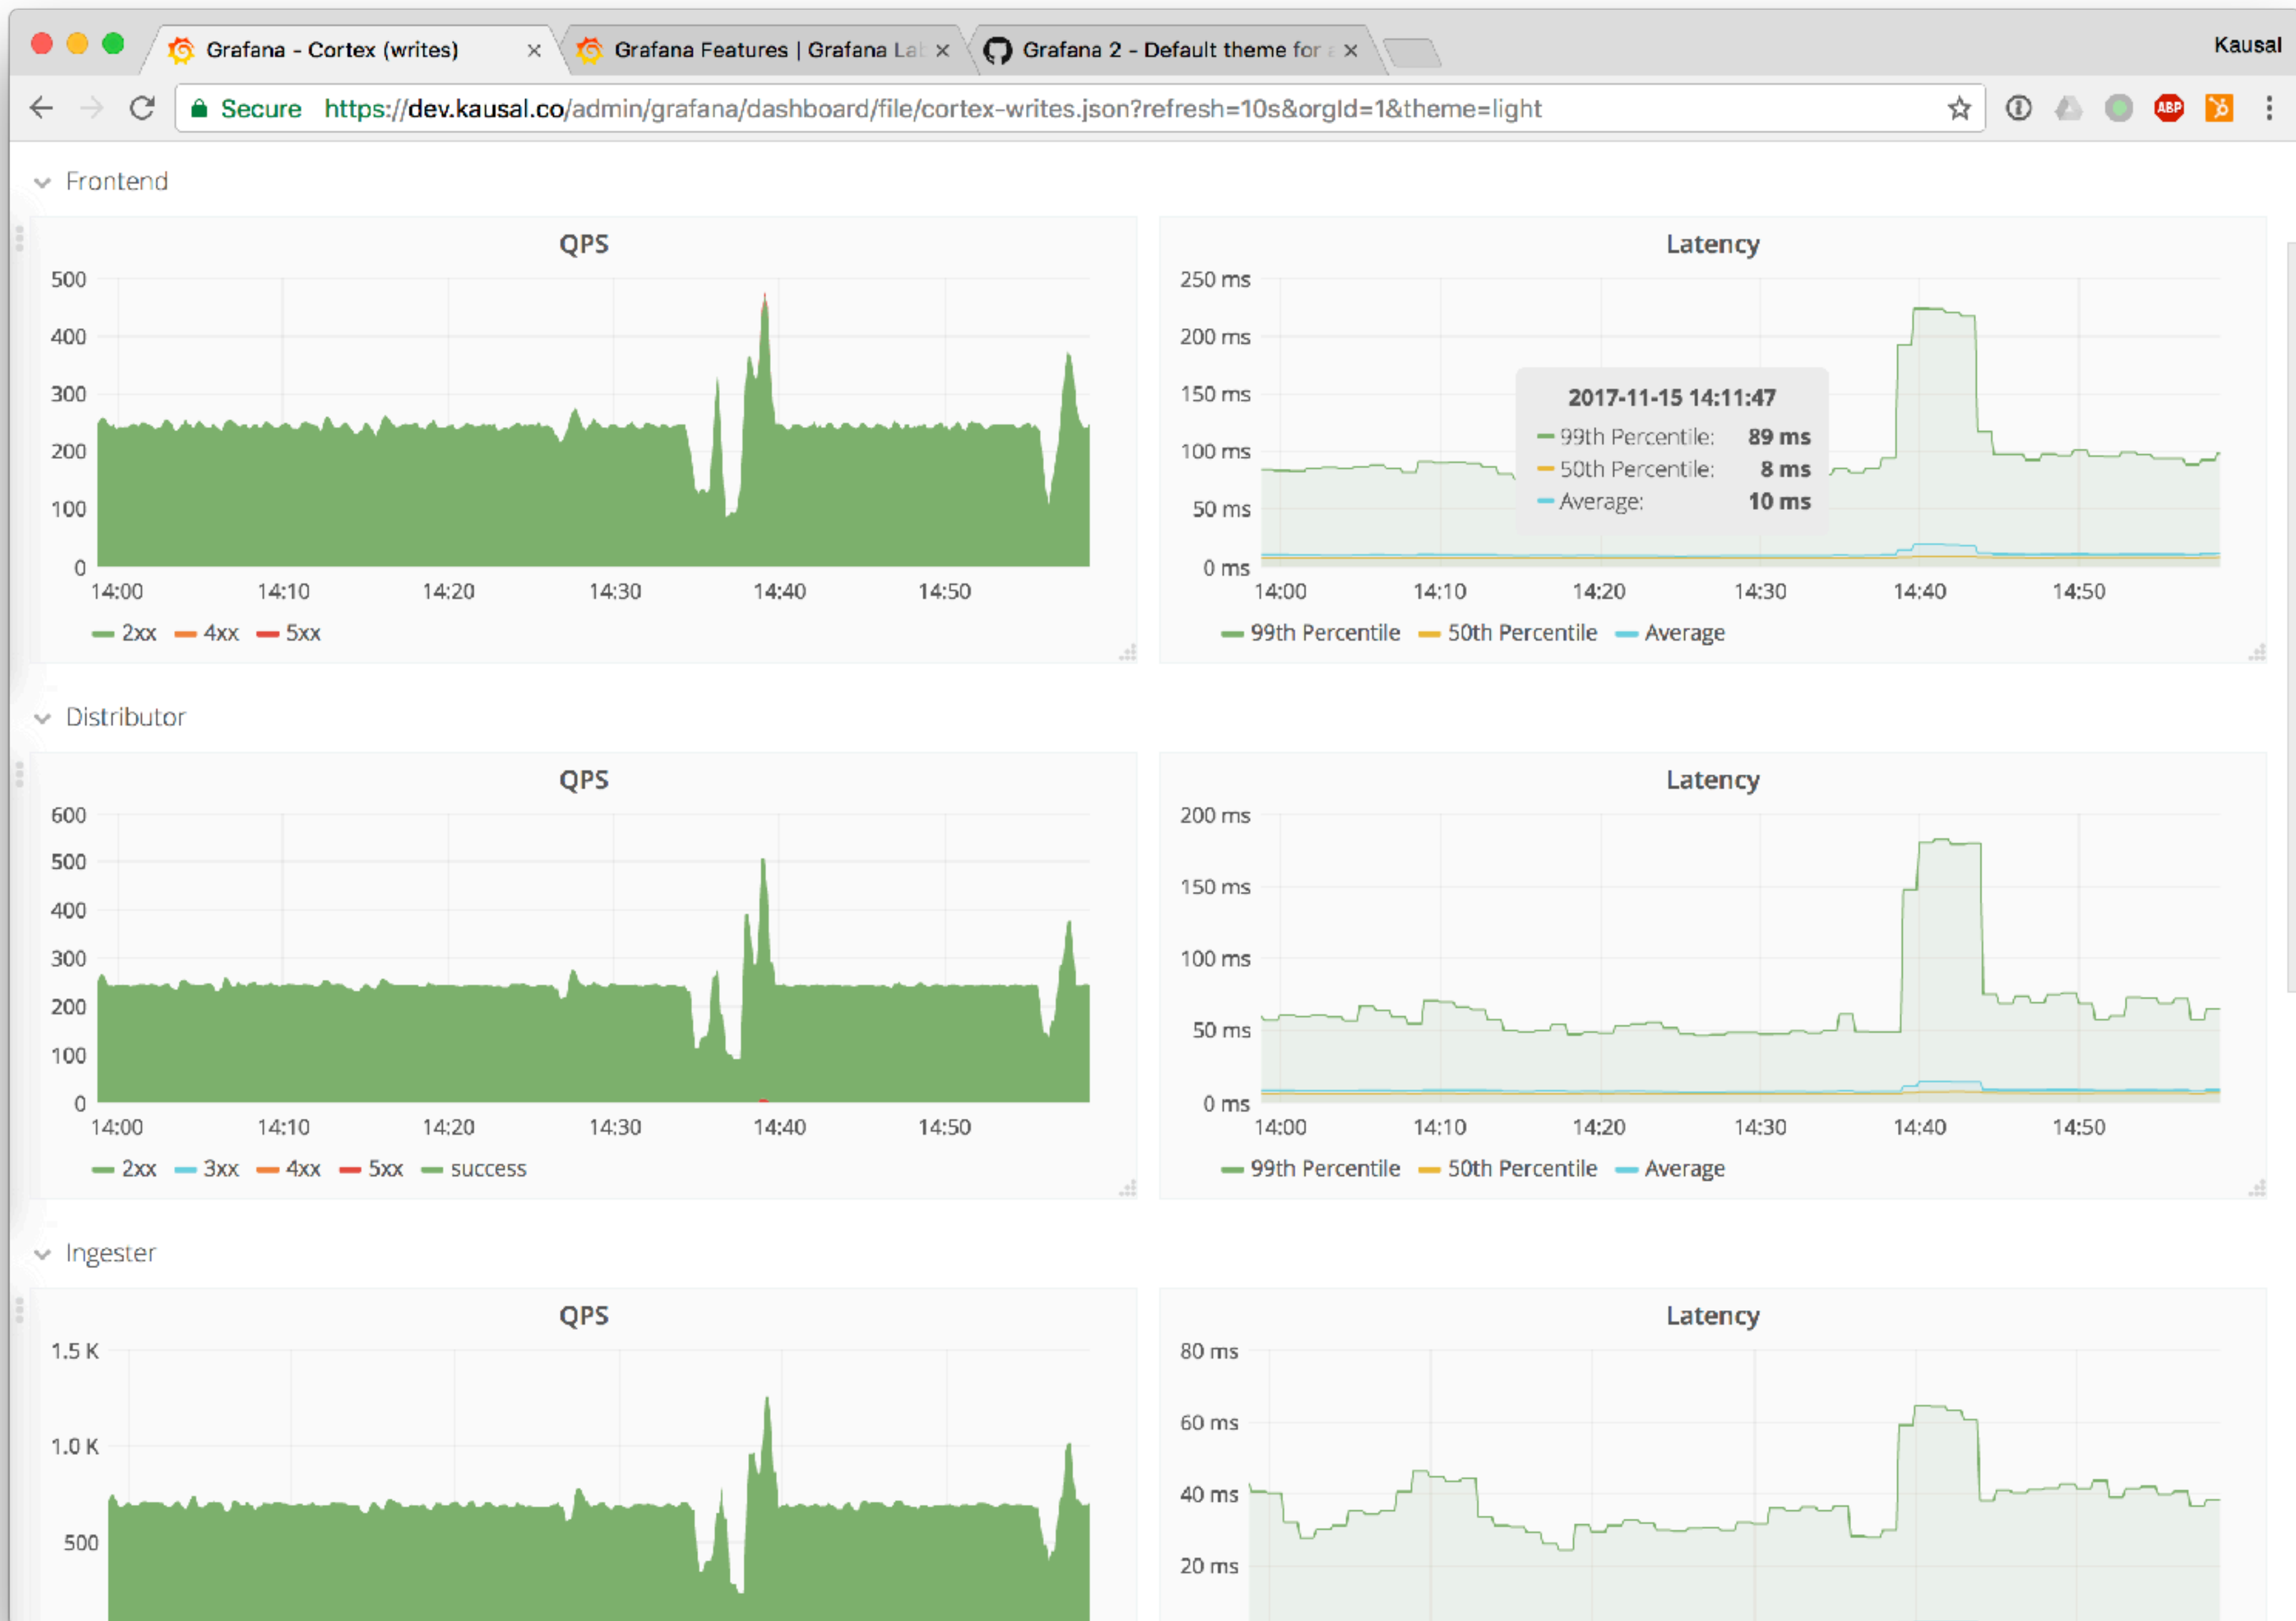 Grafana - Cortex (writes)
Grafana Features | Grafana La
Grafana 2 - Default theme for
Kausal
Secure https://dev.kausal.co/admin/grafana/dashboard/file/cortex-writes.json?refresh=10s&orgId=1&theme=light
ABP
Frontend
QPS
500
400
300
200
100
0
14:00 14:10 14:20 14:30 14:40 14:50
2xx 4xx 5xx
Latency
250 ms
200 ms
150 ms
100 ms
50 ms
0 ms
2017-11-15 14:11:47
99th Percentile: 89 ms
50th Percentile: 8 ms
Average: 10 ms
14:00 14:10 14:20 14:30 14:40 14:50
99th Percentile 50th Percentile Average
Distributor
QPS
600
500
400
300
200
100
0
14:00 14:10 14:20 14:30 14:40 14:50
2xx 3xx 4xx 5xx success
Latency
200 ms
150 ms
100 ms
50 ms
0 ms
14:00 14:10 14:20 14:30 14:40 14:50
99th Percentile 50th Percentile Average
Ingester
QPS
1.5 K
1.0 K
500
Latency
80 ms
60 ms
40 ms
20 ms